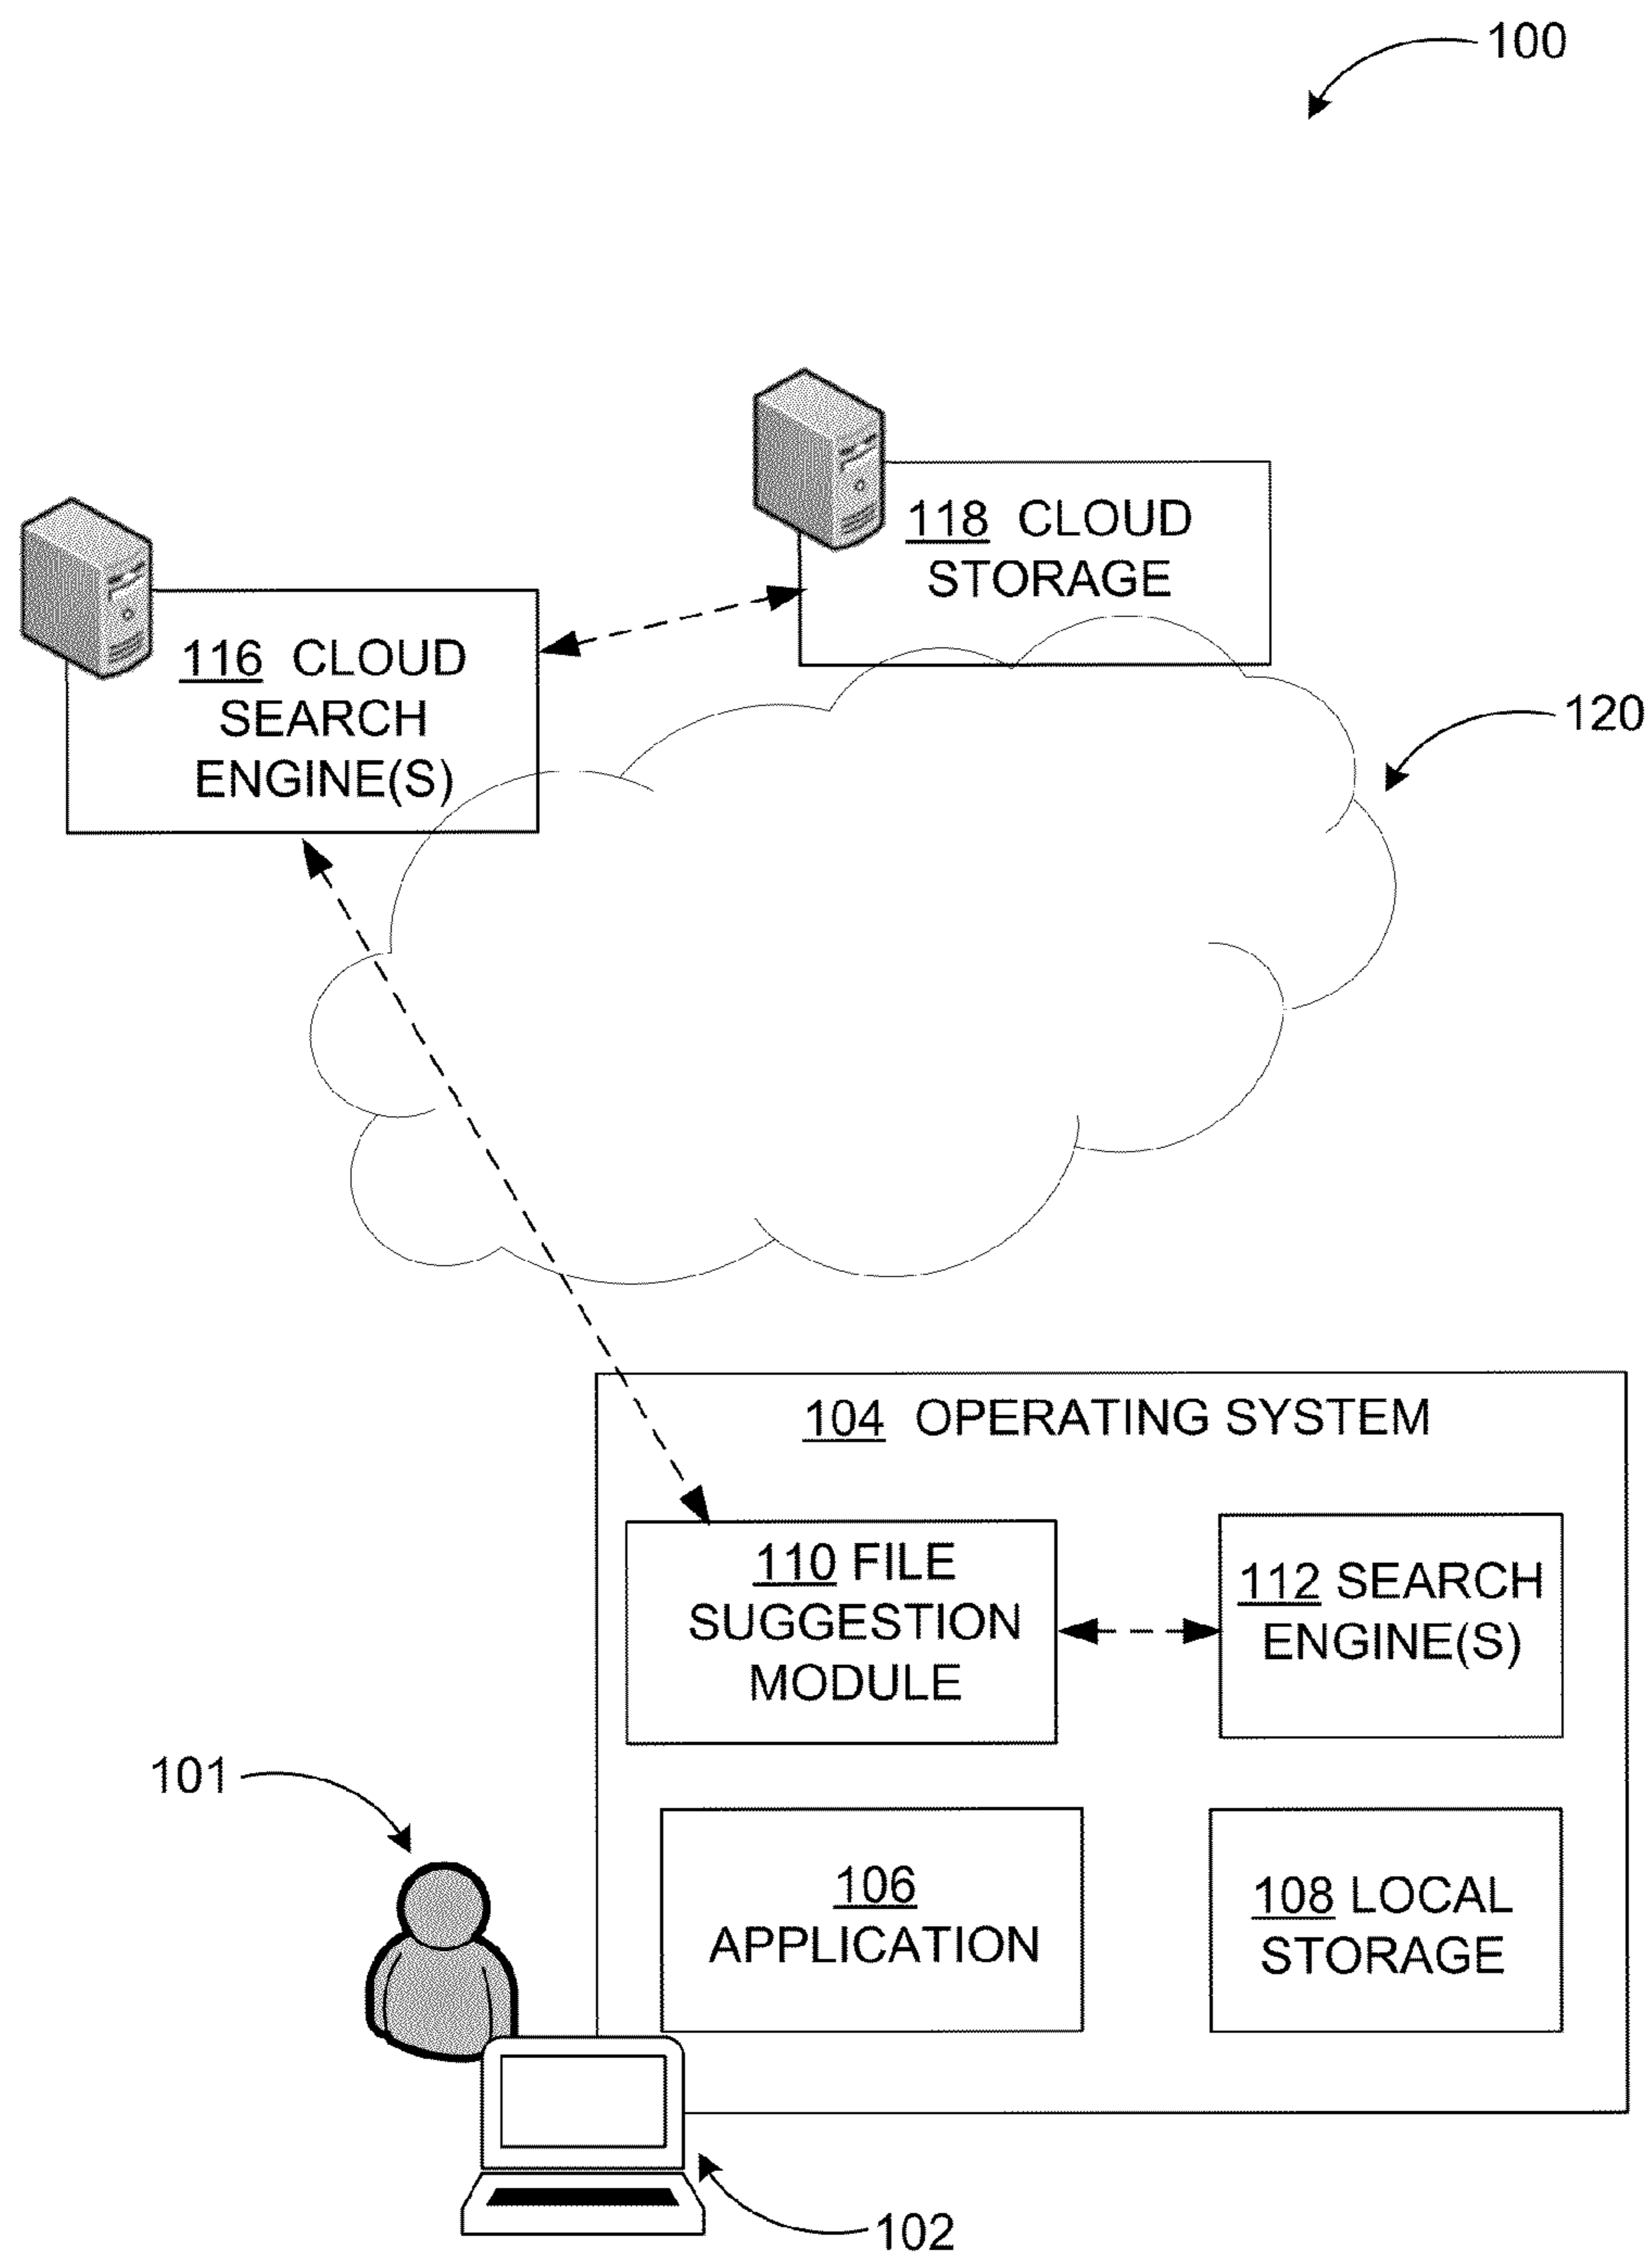 100
118 CLOUD
STORAGE
116 CLOUD
SEARCH
ENGINE(S)
120
104 OPERATING SYSTEM
110 FILE
SUGGESTION
MODULE
112 SEARCH
ENGINE(S)
101
106
APPLICATION
108 LOCAL
STORAGE
102